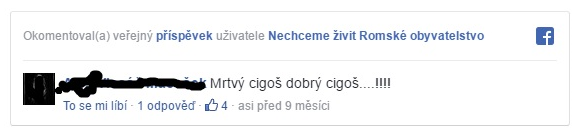 Okomentoval(a) veřejný příspěvek uživatele Nechceme živit Romské obyvatelstvo
Mrtvý cigoš dobrý cigoš....!!!!
To se mi líbí · 1 odpověď · 4 · asi před 9 měsíci